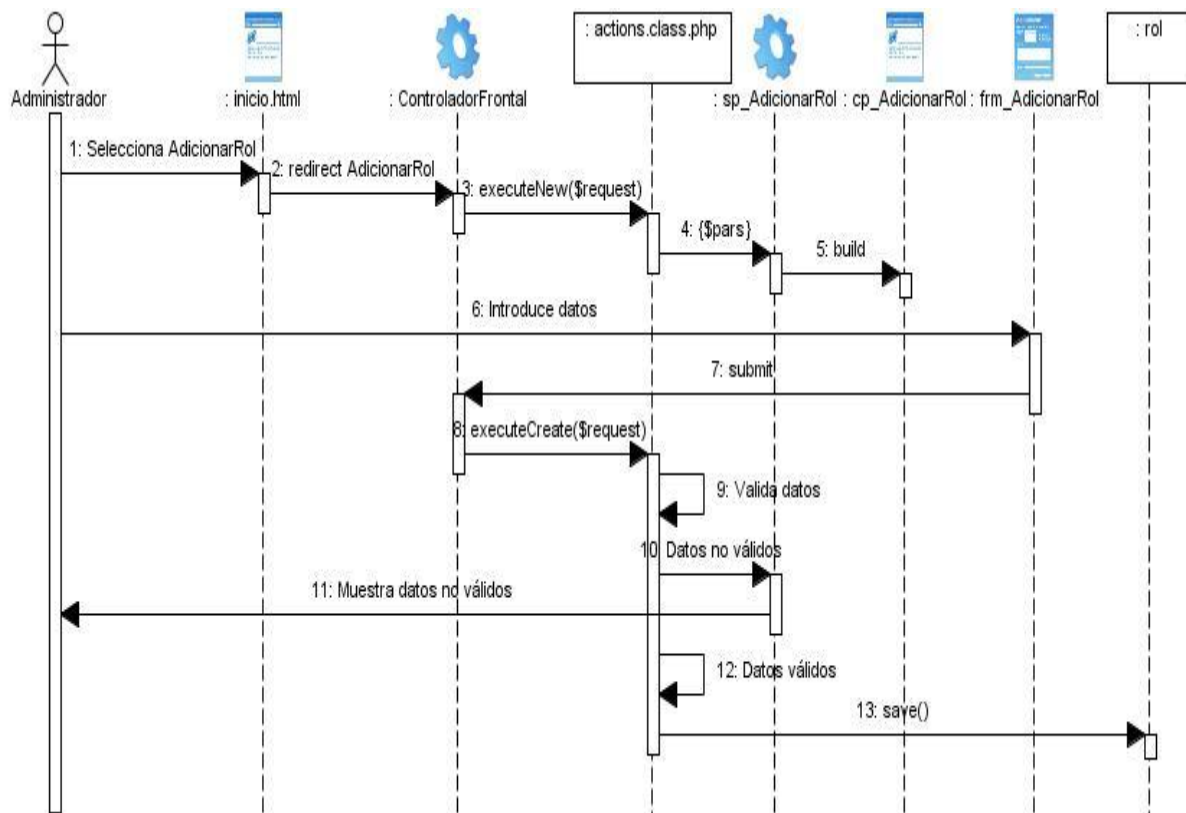 : actions.class.php
: rol
Administrador
: inicio.html
: ControladorFrontal
: sp_AdicionarRol
: cp_AdicionarRol
: frm_AdicionarRol
1: Selecciona AdicionarRol
2: redirect AdicionarRol
3: executeNew($request)
4: {$pars}
5: build
6: Introduce datos
7: submit
8: executeCreate($request)
9: Valida datos
10: Datos no válidos
11: Muestra datos no válidos
12: Datos válidos
13: save()